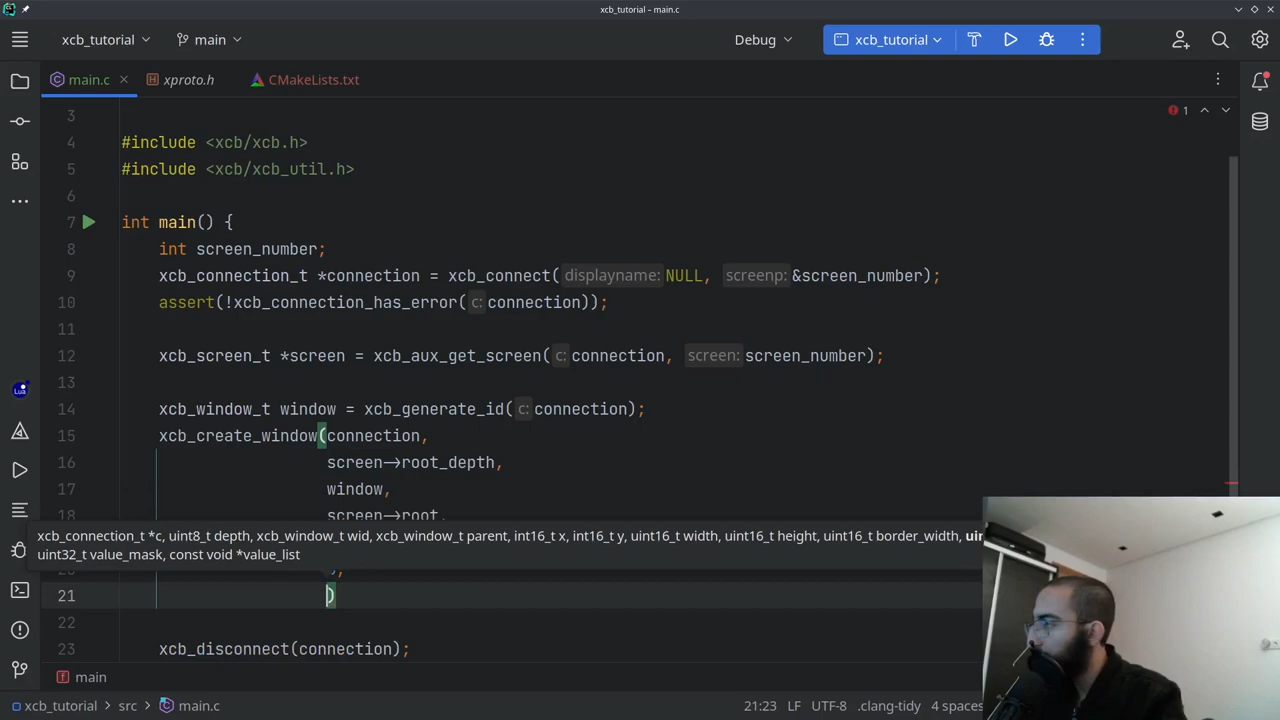 xcb_tutorial – main.c
xcb_tutorial main Debug xcb_tutorial
main.c xproto.h CMakeLists.txt
3 1
4 #include <xcb/xcb.h>
5 #include <xcb/xcb_util.h>
6
7 int main() {
8 int screen_number;
9 xcb_connection_t *connection = xcb_connect( displayname: NULL, screenp: &screen_number);
10 assert(!xcb_connection_has_error( c: connection));
11
12 xcb_screen_t *screen = xcb_aux_get_screen( c: connection, screen: screen_number);
13
14 xcb_window_t window = xcb_generate_id( c: connection);
15 xcb_create_window(connection,
16 screen->root_depth,
17 window,
18 screen->root,
xcb_connection_t *c, uint8_t depth, xcb_window_t wid, xcb_window_t parent, int16_t x, int16_t y, uint16_t width, uint16_t height, uint16_t border_width,
uint32_t value_mask, const void *value_list
21 )
22
23 xcb_disconnect(connection);
main
xcb_tutorial › src › main.c 21:23 LF UTF-8 .clang-tidy 4 spaces
Lua